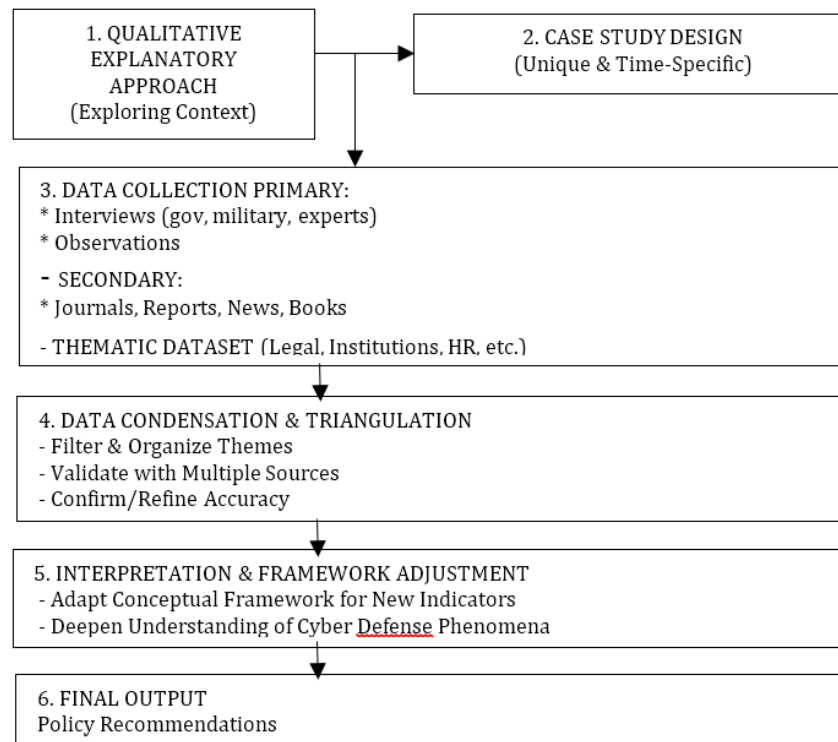 1. QUALITATIVE
EXPLANATORY
APPROACH
(Exploring Context)
2. CASE STUDY DESIGN
(Unique & Time-Specific)
3. DATA COLLECTION PRIMARY:
* Interviews (gov, military, experts)
* Observations
- SECONDARY:
* Journals, Reports, News, Books
- THEMATIC DATASET (Legal, Institutions, HR, etc.)
4. DATA CONDENSATION & TRIANGULATION
- Filter & Organize Themes
- Validate with Multiple Sources
- Confirm/Refine Accuracy
5. INTERPRETATION & FRAMEWORK ADJUSTMENT
- Adapt Conceptual Framework for New Indicators
- Deepen Understanding of Cyber Defense Phenomena
6. FINAL OUTPUT
Policy Recommendations